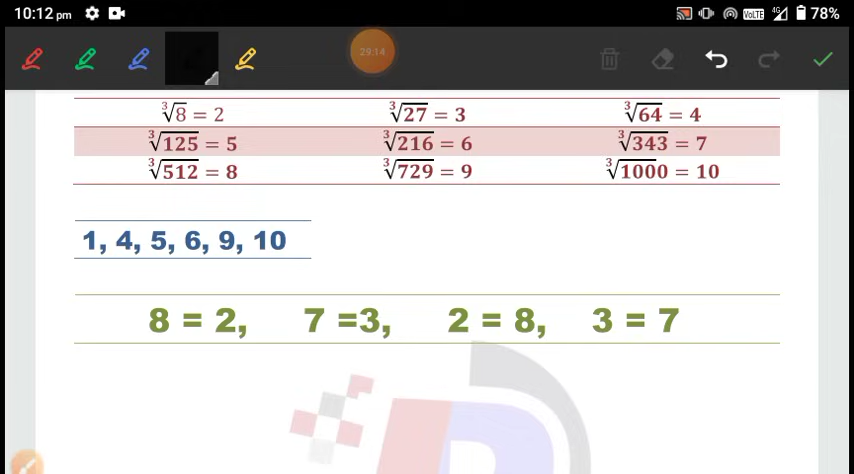 10:12 pm VoLTE 4G 78%
29:14
∛8 = 2 ∛27 = 3 ∛64 = 4
∛125 = 5 ∛216 = 6 ∛343 = 7
∛512 = 8 ∛729 = 9 ∛1000 = 10
1, 4, 5, 6, 9, 10
8 = 2, 7 =3, 2 = 8, 3 = 7